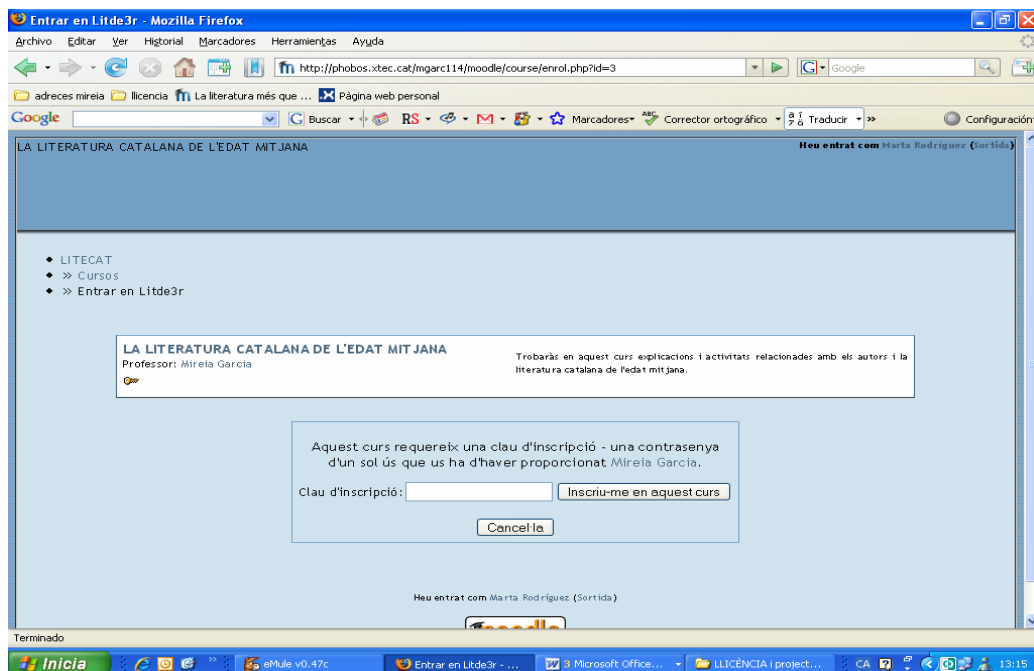 Entrar en Litde3r - Mozilla Firefox
Archivo Editar Ver Historial Marcadores Herramientas Ayuda
http://phobos.xtec.cat/mgarc114/moodle/course/enrol.php?id=3 Google
adreces mireia llicencia La literatura més que ... Pàgina web personal
Google Buscar RS Marcadores Corrector ortográfico Traducir » Configuración
LA LITERATURA CATALANA DE L'EDAT MITJANA Heu entrat com Marta Rodríguez (Sortida)
LITECAT
» Cursos
» Entrar en Litde3r
LA LITERATURA CATALANA DE L'EDAT MITJANA
Professor: Mireia Garcia
Trobaràs en aquest curs explicacions i activitats relacionades amb els autors i la
literatura catalana de l'edat mitjana.
Aquest curs requereix una clau d'inscripció - una contrasenya
d'un sol ús que us ha d'haver proporcionat Mireia Garcia.
Clau d'inscripció: Inscriu-me en aquest curs
Cancel·la
Heu entrat com Marta Rodríguez (Sortida)
moodle
Terminado
Inicio eMule v0.47c Entrar en Litde3r - ... 3 Microsoft Office... LLICÈNCIA i project... CA 13:15